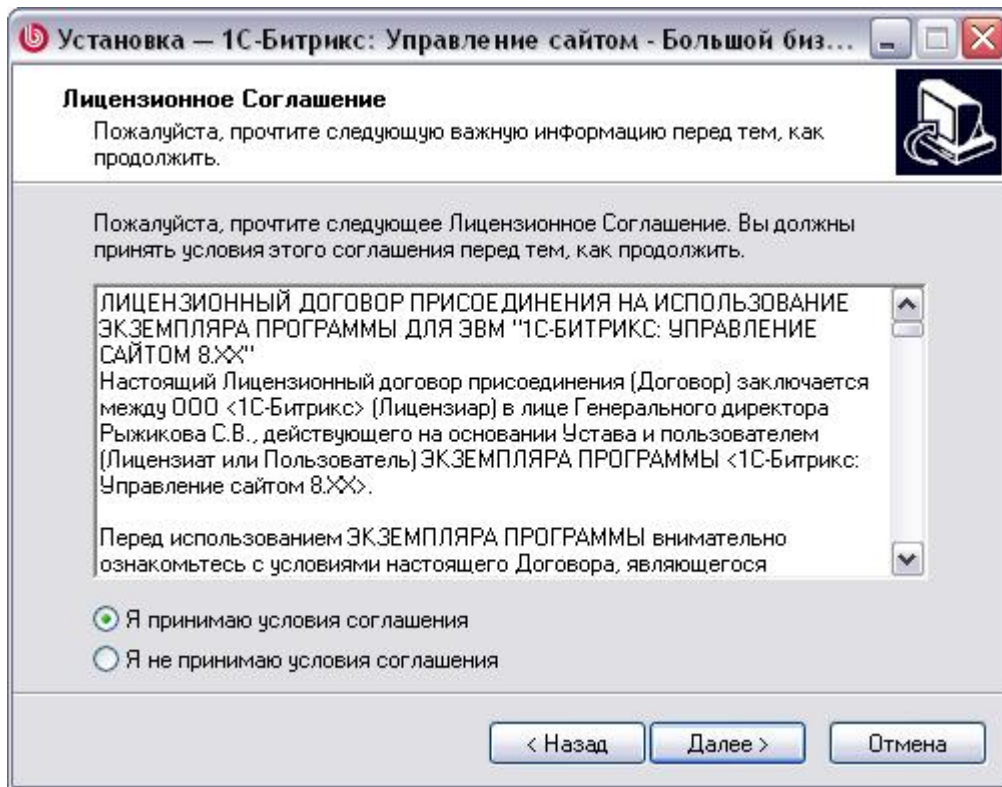 Установка — 1С-Битрикс: Управление сайтом - Большой биз...
Лицензионное Соглашение
Пожалуйста, прочтите следующую важную информацию перед тем, как
продолжить.
Пожалуйста, прочтите следующее Лицензионное Соглашение. Вы должны
принять условия этого соглашения перед тем, как продолжить.
ЛИЦЕНЗИОННЫЙ ДОГОВОР ПРИСОЕДИНЕНИЯ НА ИСПОЛЬЗОВАНИЕ
ЭКЗЕМПЛЯРА ПРОГРАММЫ ДЛЯ ЭВМ "1С-БИТРИКС: УПРАВЛЕНИЕ
САЙТОМ 8.XX"
Настоящий Лицензионный договор присоединения (Договор) заключается
между ООО <1С-Битрикс> (Лицензиар) в лице Генерального директора
Рыжикова С.В., действующего на основании Устава и пользователем
(Лицензиат или Пользователь) ЭКЗЕМПЛЯРА ПРОГРАММЫ <1С-Битрикс:
Управление сайтом 8.XX>.
Перед использованием ЭКЗЕМПЛЯРА ПРОГРАММЫ внимательно
ознакомьтесь с условиями настоящего Договора, являющегося
Я принимаю условия соглашения
Я не принимаю условия соглашения
< Назад Далее > Отмена